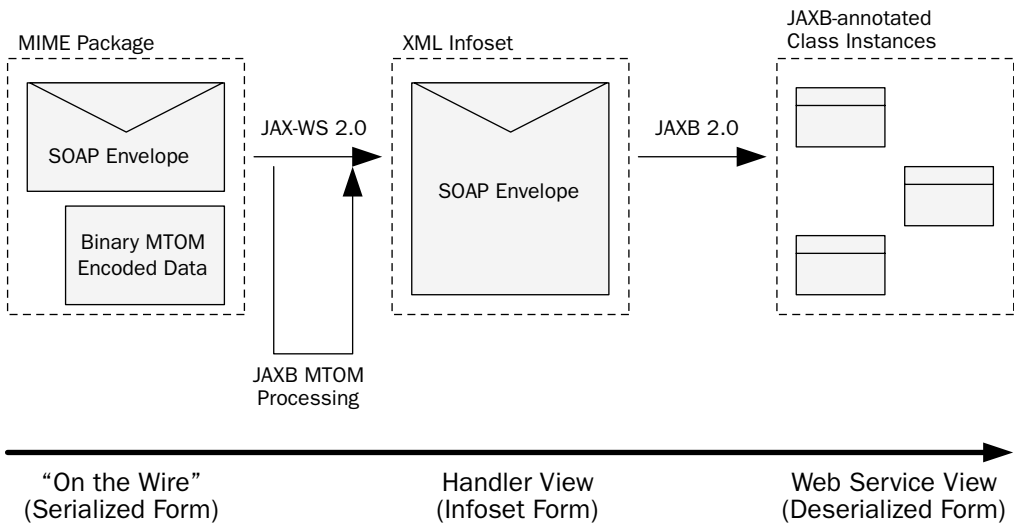 MIME Package
SOAP Envelope
Binary MTOM
Encoded Data
JAX-WS 2.0
JAXB MTOM
Processing
XML Infoset
SOAP Envelope
JAXB 2.0
JAXB-annotated
Class Instances
“On the Wire”
(Serialized Form)
Handler View
(Infoset Form)
Web Service View
(Deserialized Form)